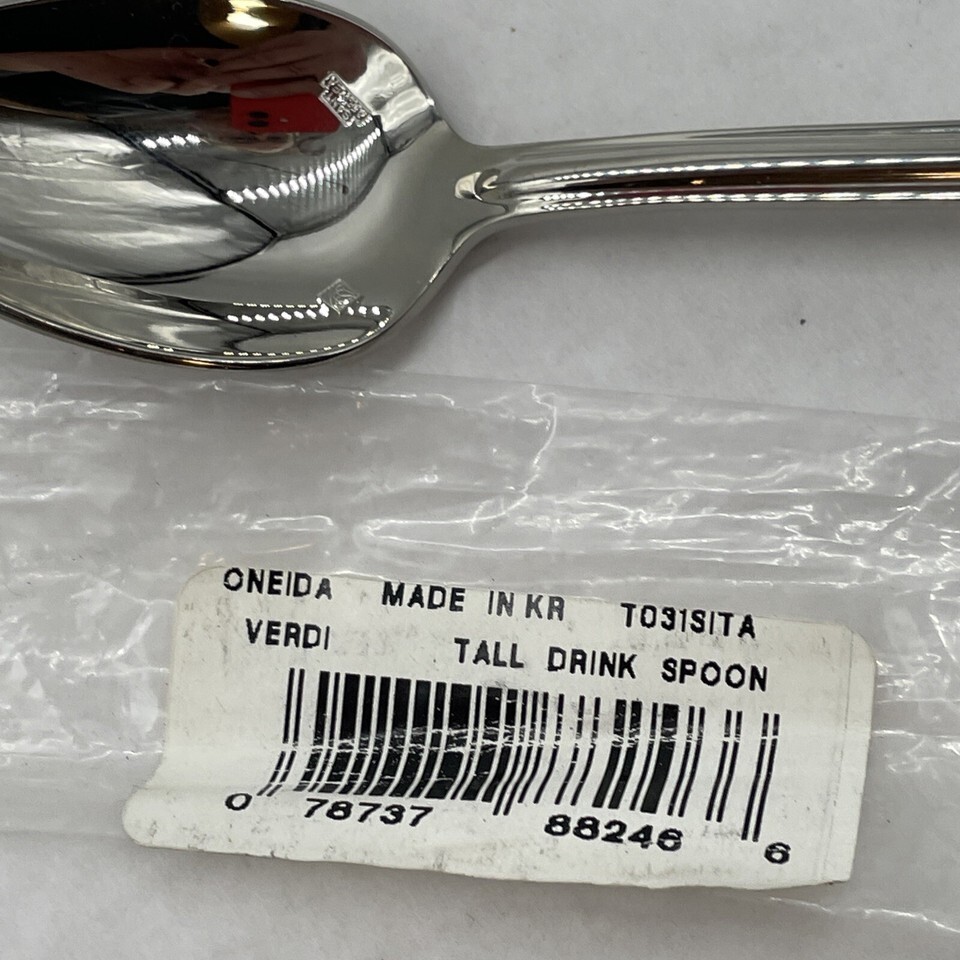 ONEIDA MADE IN KR T031SITA
VERDI TALL DRINK SPOON
0 78737 88246 6